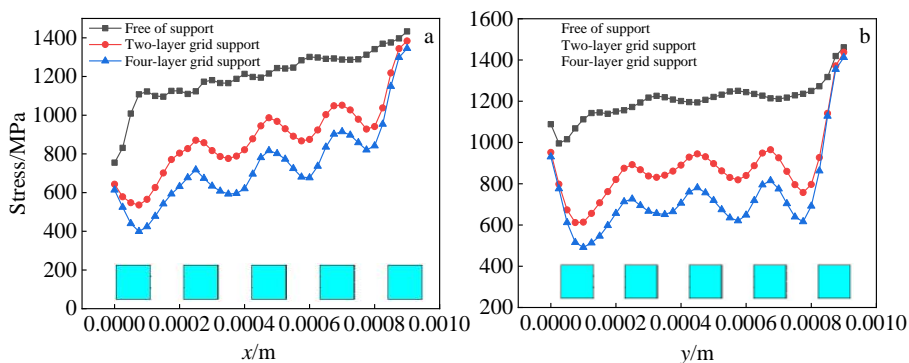 Free of support
Two-layer grid support
Four-layer grid support
a
Stress/MPa
1400
1200
1000
800
600
400
200
0
0.0000 0.0002 0.0004 0.0006 0.0008 0.0010
x/m
Free of support
Two-layer grid support
Four-layer grid support
b
1600
1400
1200
1000
800
600
400
200
0.0000 0.0002 0.0004 0.0006 0.0008 0.0010
y/m